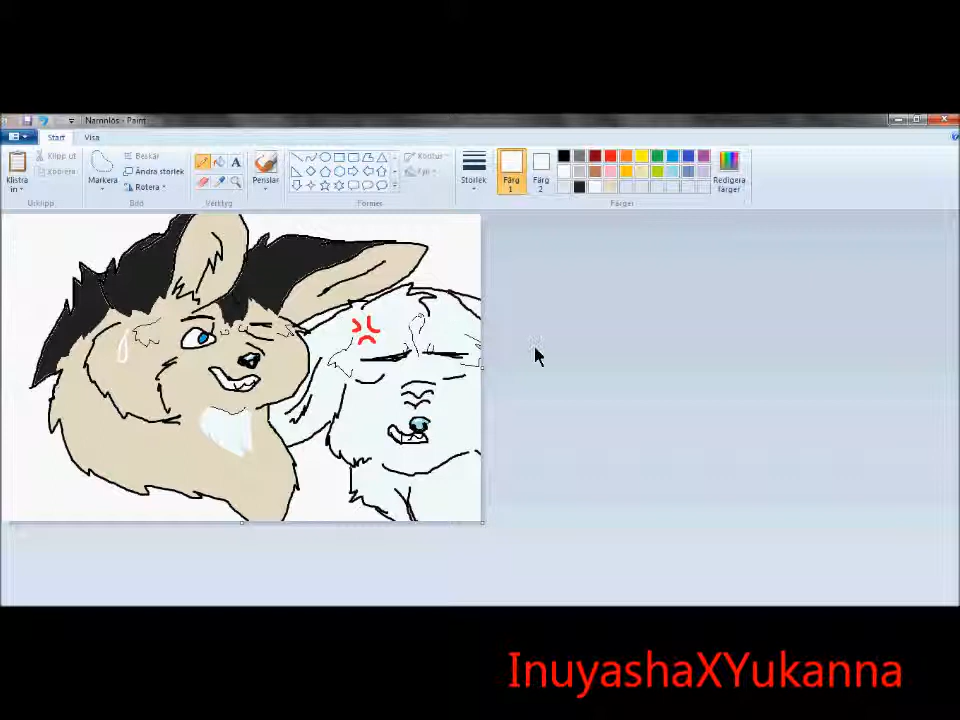 Namnlös - Paint
Start Visa
Klistra in Klipp ut Kopiera
Urklipp
Markera Beskär Ändra storlek Rotera
Bild
A
Verktyg
Penslar
Former
Kontur Fyll
Storlek
Färg 1 Färg 2
Färger
Redigera färger
InuyashaXYukanna